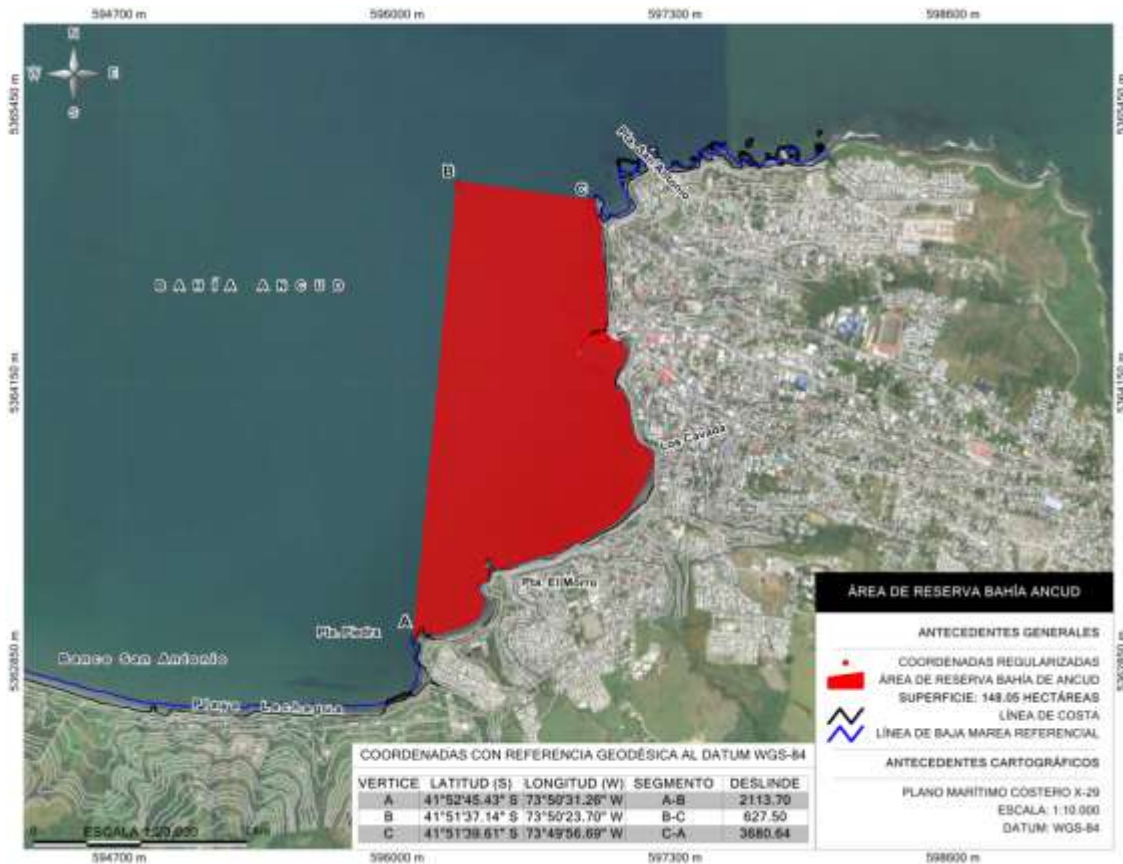 594700 m
596000 m
597300 m
598600 m
N
W
E
S
5365450 m
5365450 m
Pta. San Antonio
B
C
BAHÍA ANCUD
5364150 m
5364150 m
Los Cavada
Pta. El Morro
A
Pta. Piedra
Banco San Antonio
Playa Lechagua
5362850 m
5362850 m
ÁREA DE RESERVA BAHÍA ANCUD
ANTECEDENTES GENERALES
COORDENADAS REGULARIZADAS
ÁREA DE RESERVA BAHÍA DE ANCUD
SUPERFICIE: 148.05 HECTÁREAS
LÍNEA DE COSTA
LÍNEA DE BAJA MAREA REFERENCIAL
ANTECEDENTES CARTOGRÁFICOS
PLANO MARÍTIMO COSTERO X-29
ESCALA: 1:10.000
DATUM: WGS-84
COORDENADAS CON REFERENCIA GEODÉSICA AL DATUM WGS-84
VERTICE LATITUD (S) LONGITUD (W) SEGMENTO DESLINDE
A 41°52'45.43" S 73°50'31.26" W A-B 2113.70
B 41°51'37.14" S 73°50'23.70" W B-C 627.50
C 41°51'39.61" S 73°49'56.69" W C-A 3680.64
0 ESCALA 1:20.000
594700 m
596000 m
597300 m
598600 m